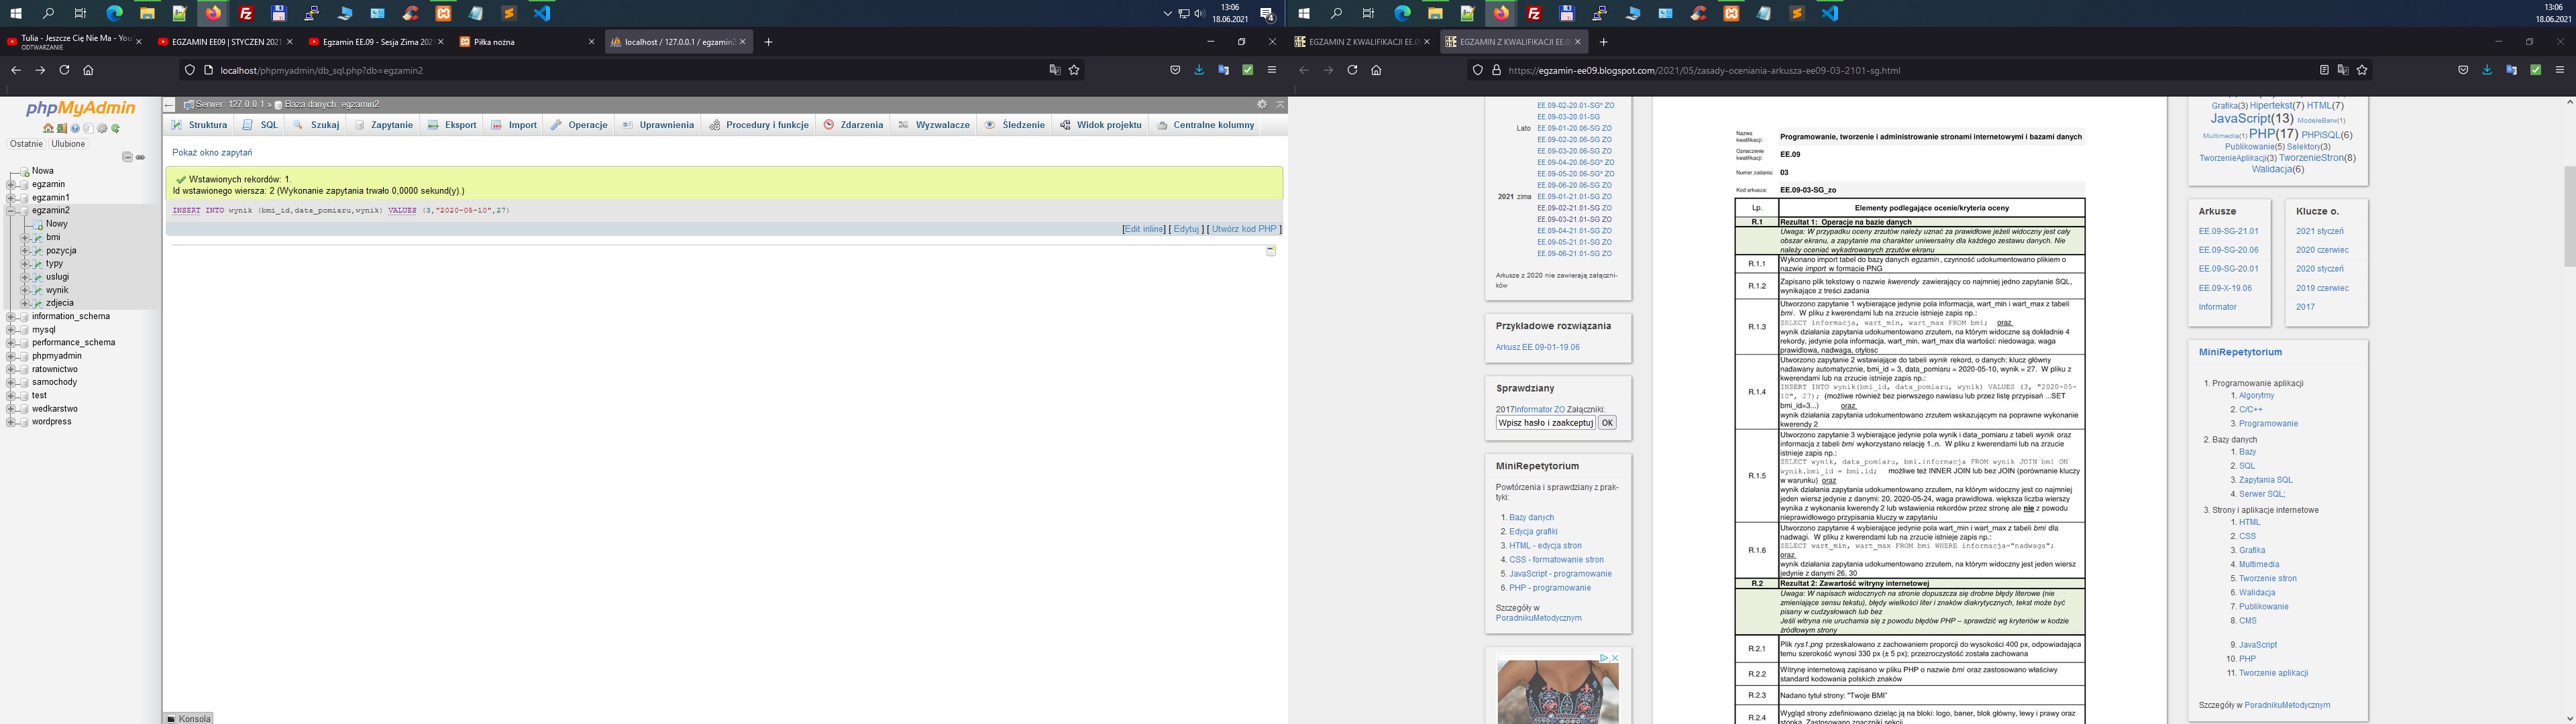 13:06
18.06.2021
4
Tulia - Jeszcze Cię Nie Ma - You
ODTWARZANIE
EGZAMIN EE09 | STYCZEN 2021
Egzamin EE.09 - Sesja Zima 202
Piłka nożna
localhost / 127.0.0.1 / egzamin2
localhost/phpmyadmin/db_sql.php?db=egzamin2
phpMyAdmin
Ostatnie Ulubione
Nowa
egzamin
egzamin1
egzamin2
Nowy
bmi
pozycja
typy
uslugi
wynik
zdjecia
information_schema
mysql
performance_schema
phpmyadmin
ratownictwo
samochody
test
wedkarstwo
wordpress
Serwer: 127.0.0.1 » Baza danych: egzamin2
Struktura SQL Szukaj Zapytanie Eksport Import Operacje Uprawnienia Procedury i funkcje Zdarzenia Wyzwalacze Śledzenie Widok projektu Centralne kolumny
Pokaż okno zapytań
Wstawionych rekordów: 1.
Id wstawionego wiersza: 2 (Wykonanie zapytania trwało 0,0000 sekund(y).)
INSERT INTO wynik (bmi_id,data_pomiaru,wynik) VALUES (3,"2020-05-10",27)
[Edit inline] [ Edytuj ] [ Utwórz kod PHP ]
Konsola
13:06
18.06.2021
EGZAMIN Z KWALIFIKACJI EE.0
EGZAMIN Z KWALIFIKACJI EE.0
https://egzamin-ee09.blogspot.com/2021/05/zasady-oceniania-arkusza-ee09-03-2101-sg.html
EE.09-02-20.01-SG* ZO
EE.09-03-20.01-SG
Lato EE.09-01-20.06-SG ZO
EE.09-02-20.06-SG ZO
EE.09-03-20.06-SG ZO
EE.09-04-20.06-SG* ZO
EE.09-05-20.06-SG* ZO
EE.09-06-20.06-SG ZO
2021 zima EE.09-01-21.01-SG ZO
EE.09-02-21.01-SG ZO
EE.09-03-21.01-SG ZO
EE.09-04-21.01-SG ZO
EE.09-05-21.01-SG ZO
EE.09-06-21.01-SG ZO
Arkusze z 2020 nie zawierają załączni-
ków
Przykładowe rozwiązania
Arkusz EE.09-01-19.06
Sprawdziany
2017Informator ZO Załączniki:
Wpisz hasło i zaakceptuj OK
MiniRepetytorium
Powtórzenia i sprawdziany z prak-
tyki:
1. Bazy danych
2. Edycja grafiki
3. HTML - edycja stron
4. CSS - formatowanie stron
5. JavaScript - programowanie
6. PHP - programowanie
Szczegóły w
PoradnikuMetodycznym
Nazwa
kwalifikacji: Programowanie, tworzenie i administrowanie stronami internetowymi i bazami danych
Oznaczenie
kwalifikacji: EE.09
Numer zadania: 03
Kod arkusza: EE.09-03-SG_zo
Lp. Elementy podlegające ocenie/kryteria oceny
R.1 Rezultat 1: Operacje na bazie danych
Uwaga: W przypadku oceny zrzutów należy uznać za prawidłowe jeżeli widoczny jest cały
obszar ekranu, a zapytanie ma charakter uniwersalny dla każdego zestawu danych. Nie
należy oceniać wykadrowanych zrzutów ekranu
R.1.1 Wykonano import tabel do bazy danych egzamin, czynność udokumentowano plikiem o
nazwie import w formacie PNG
R.1.2 Zapisano plik tekstowy o nazwie kwerendy zawierający co najmniej jedno zapytanie SQL,
wynikające z treści zadania
R.1.3 Utworzono zapytanie 1 wybierające jedynie pola informacja, wart_min i wart_max z tabeli
bmi. W pliku z kwerendami lub na zrzucie istnieje zapis np.:
SELECT informacja, wart_min, wart_max FROM bmi; oraz
wynik działania zapytania udokumentowano zrzutem, na którym widoczne są dokładnie 4
rekordy, jedynie pola informacja, wart_min, wart_max dla wartości: niedowaga, waga
prawidłowa, nadwaga, otylosc
R.1.4 Utworzono zapytanie 2 wstawiające do tabeli wynik rekord, o danych: klucz główny
nadawany automatycznie, bmi_id = 3, data_pomiaru = 2020-05-10, wynik = 27. W pliku z
kwerendami lub na zrzucie istnieje zapis np.:
INSERT INTO wynik(bmi_id, data_pomiaru, wynik) VALUES (3, "2020-05-
10", 27); (możliwe również bez pierwszego nawiasu lub przez listę przypisań ...SET
bmi_id=3...) oraz
wynik działania zapytania udokumentowano zrzutem wskazującym na poprawne wykonanie
kwerendy 2
R.1.5 Utworzono zapytanie 3 wybierające jedynie pola wynik i data_pomiaru z tabeli wynik oraz
informacja z tabeli bmi wykorzystano relację 1..n. W pliku z kwerendami lub na zrzucie
istnieje zapis np.:
SELECT wynik, data_pomiaru, bmi.informacja FROM wynik JOIN bmi ON
wynik.bmi_id = bmi.id; możliwe też INNER JOIN lub bez JOIN (porównanie kluczy
w warunku) oraz
wynik działania zapytania udokumentowano zrzutem, na którym widoczny jest co najmniej
jeden wiersz jedynie z danymi: 20, 2020-05-24, waga prawidłowa. większa liczba wierszy
wynika z wykonania kwerendy 2 lub wstawienia rekordów przez stronę ale nie z powodu
nieprawidłowego przypisania kluczy w zapytaniu
R.1.6 Utworzono zapytanie 4 wybierające jedynie pola wart_min i wart_max z tabeli bmi dla
nadwagi. W pliku z kwerendami lub na zrzucie istnieje zapis np.:
SELECT wart_min, wart_max FROM bmi WHERE informacja="nadwaga";
oraz
wynik działania zapytania udokumentowano zrzutem, na którym widoczny jest jeden wiersz
jedynie z danymi 26, 30
R.2 Rezultat 2: Zawartość witryny internetowej
Uwaga: W napisach widocznych na stronie dopuszcza się drobne błędy literowe (nie
zmieniające sensu tekstu), błędy wielkości liter i znaków diakrytycznych, tekst może być
pisany w cudzysłowach lub bez
Jeśli witryna nie uruchamia się z powodu błędów PHP – sprawdzić wg kryteriów w kodzie
źródłowym strony
R.2.1 Plik rys1.png przeskalowano z zachowaniem proporcji do wysokości 400 px, odpowiadająca
temu szerokość wynosi 330 px (± 5 px); przezroczystość została zachowana
R.2.2 Witrynę internetową zapisano w pliku PHP o nazwie bmi oraz zastosowano właściwy
standard kodowania polskich znaków
R.2.3 Nadano tytuł strony: "Twoje BMI"
R.2.4 Wygląd strony zdefiniowano dzieląc ją na bloki: logo, baner, blok główny, lewy i prawy oraz
stopka. Zastosowano znaczniki sekcji
Grafika(3) Hipertekst(7) HTML(7)
JavaScript(13) ModeleBarw(1)
Multimedia(1) PHP(17) PHPiSQL(6)
Publikowanie(5) Selektory(3)
TworzenieAplikacji(3) TworzenieStron(8)
Walidacja(6)
Arkusze
EE.09-SG-21.01
EE.09-SG-20.06
EE.09-SG-20.01
EE.09-X-19.06
Informator
Klucze o.
2021 styczeń
2020 czerwiec
2020 styczeń
2019 czerwiec
2017
MiniRepetytorium
1. Programowanie aplikacji
1. Algorytmy
2. C/C++
3. Programowanie
2. Bazy danych
1. Bazy
2. SQL
3. Zapytania SQL
4. Serwer SQL;
3. Strony i aplikacje internetowe
1. HTML
2. CSS
3. Grafika
4. Multimedia
5. Tworzenie stron
6. Walidacja
7. Publikowanie
8. CMS
9. JavaScript
10. PHP
11. Tworzenie aplikacji
Szczegóły w PoradnikuMetodycznym